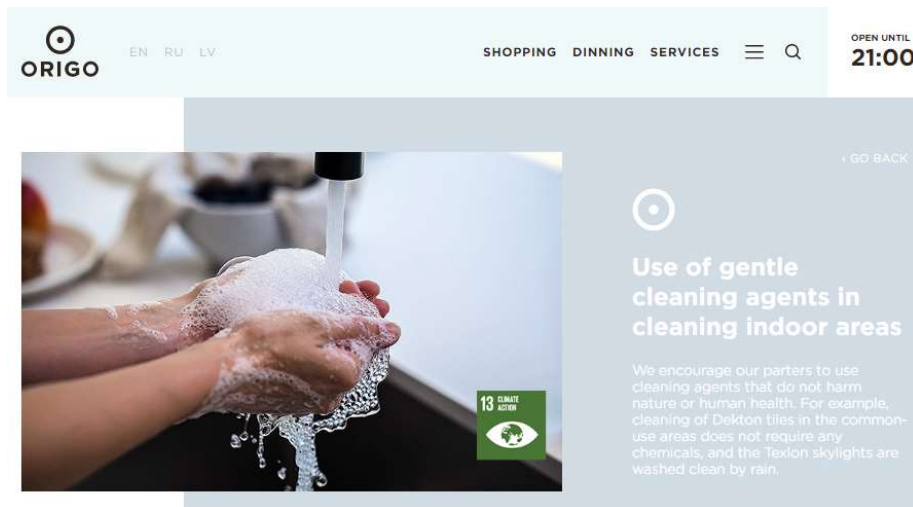 ORIGO
EN RU LV
SHOPPING DINNING SERVICES
OPEN UNTIL
21:00
‹ GO BACK
13 CLIMATE
ACTION
Use of gentle
cleaning agents in
cleaning indoor areas
We encourage our parters to use
cleaning agents that do not harm
nature or human health. For example,
cleaning of Dekton tiles in the common-
use areas does not require any
chemicals, and the Texlon skylights are
washed clean by rain.